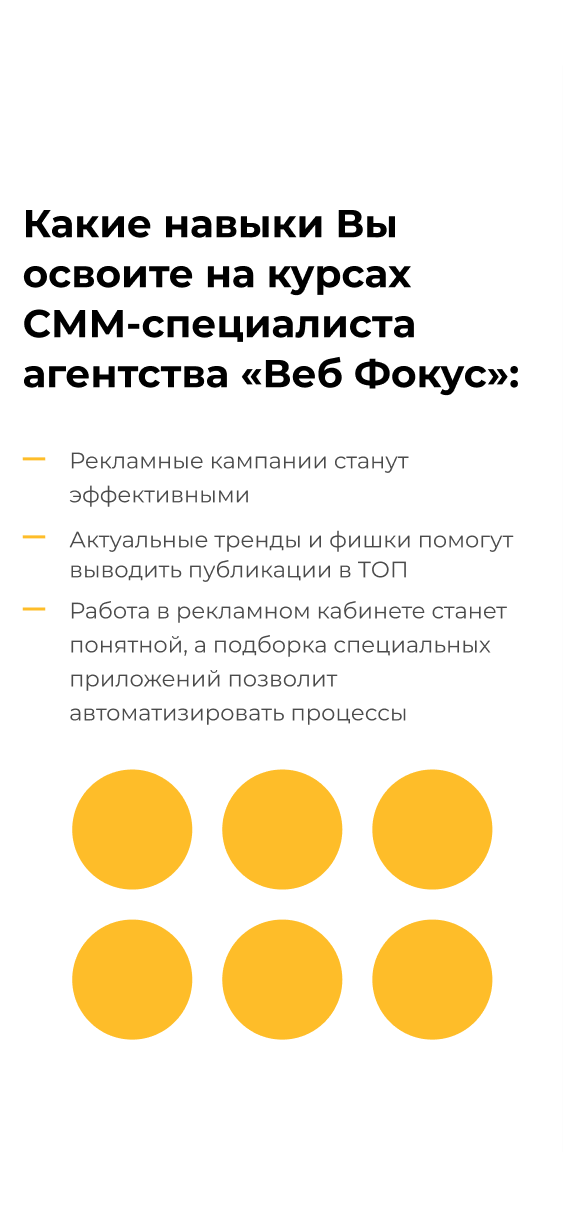 Какие навыки Вы
освоите на курсах
СММ-специалиста
агентства «Веб Фокус»:
Рекламные кампании станут
эффективными
Актуальные тренды и фишки помогут
выводить публикации в ТОП
Работа в рекламном кабинете станет
понятной, а подборка специальных
приложений позволит
автоматизировать процессы